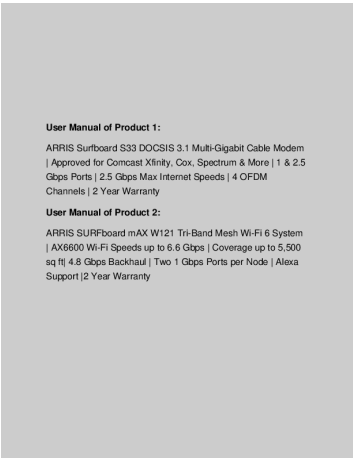 User Manual of Product 1:
ARRIS Surfboard S33 DOCSIS 3.1 Multi-Gigabit Cable Modem
| Approved for Comcast Xfinity, Cox, Spectrum & More | 1 & 2.5
Gbps Ports | 2.5 Gbps Max Internet Speeds | 4 OFDM
Channels | 2 Year Warranty
User Manual of Product 2:
ARRIS SURFboard mAX W121 Tri-Band Mesh Wi-Fi 6 System
| AX6600 Wi-Fi Speeds up to 6.6 Gbps | Coverage up to 5,500
sq ft| 4.8 Gbps Backhaul | Two 1 Gbps Ports per Node | Alexa
Support |2 Year Warranty